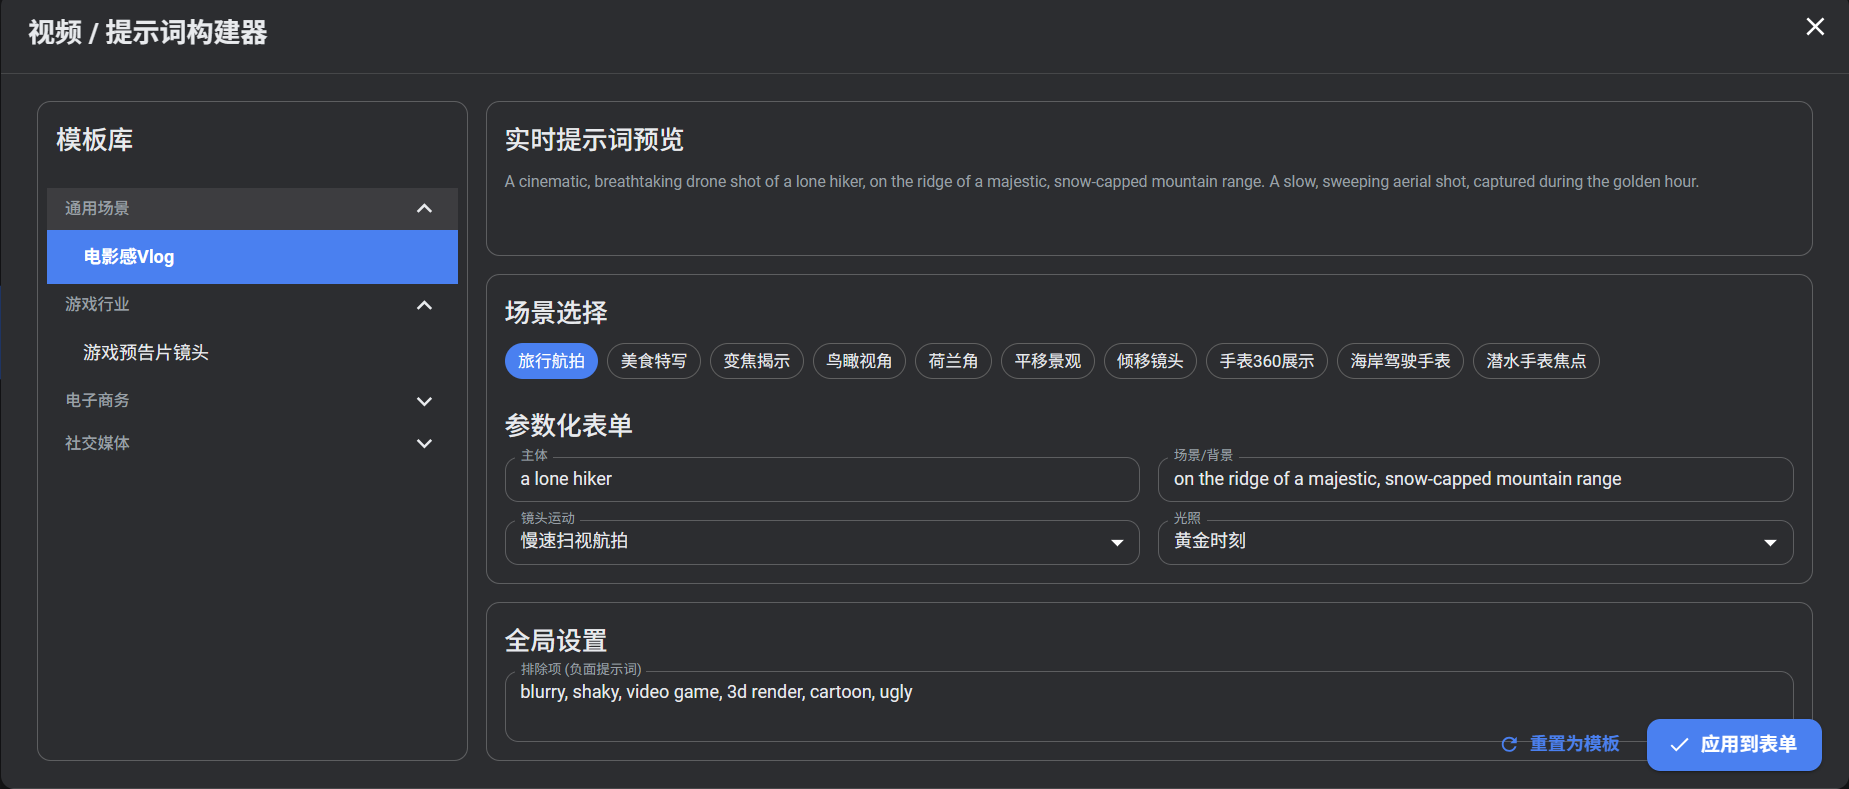 视频 / 提示词构建器
模板库
通用场景
电影感Vlog
游戏行业
游戏预告片镜头
电子商务
社交媒体
实时提示词预览
A cinematic, breathtaking drone shot of a lone hiker, on the ridge of a majestic, snow-capped mountain range. A slow, sweeping aerial shot, captured during the golden hour.
场景选择
旅行航拍 美食特写 变焦揭示 鸟瞰视角 荷兰角 平移景观 倾移镜头 手表360展示 海岸驾驶手表 潜水手表焦点
参数化表单
主体
a lone hiker
场景/背景
on the ridge of a majestic, snow-capped mountain range
镜头运动
慢速扫视航拍
光照
黄金时刻
全局设置
排除项 (负面提示词)
blurry, shaky, video game, 3d render, cartoon, ugly
重置为模板
应用到表单